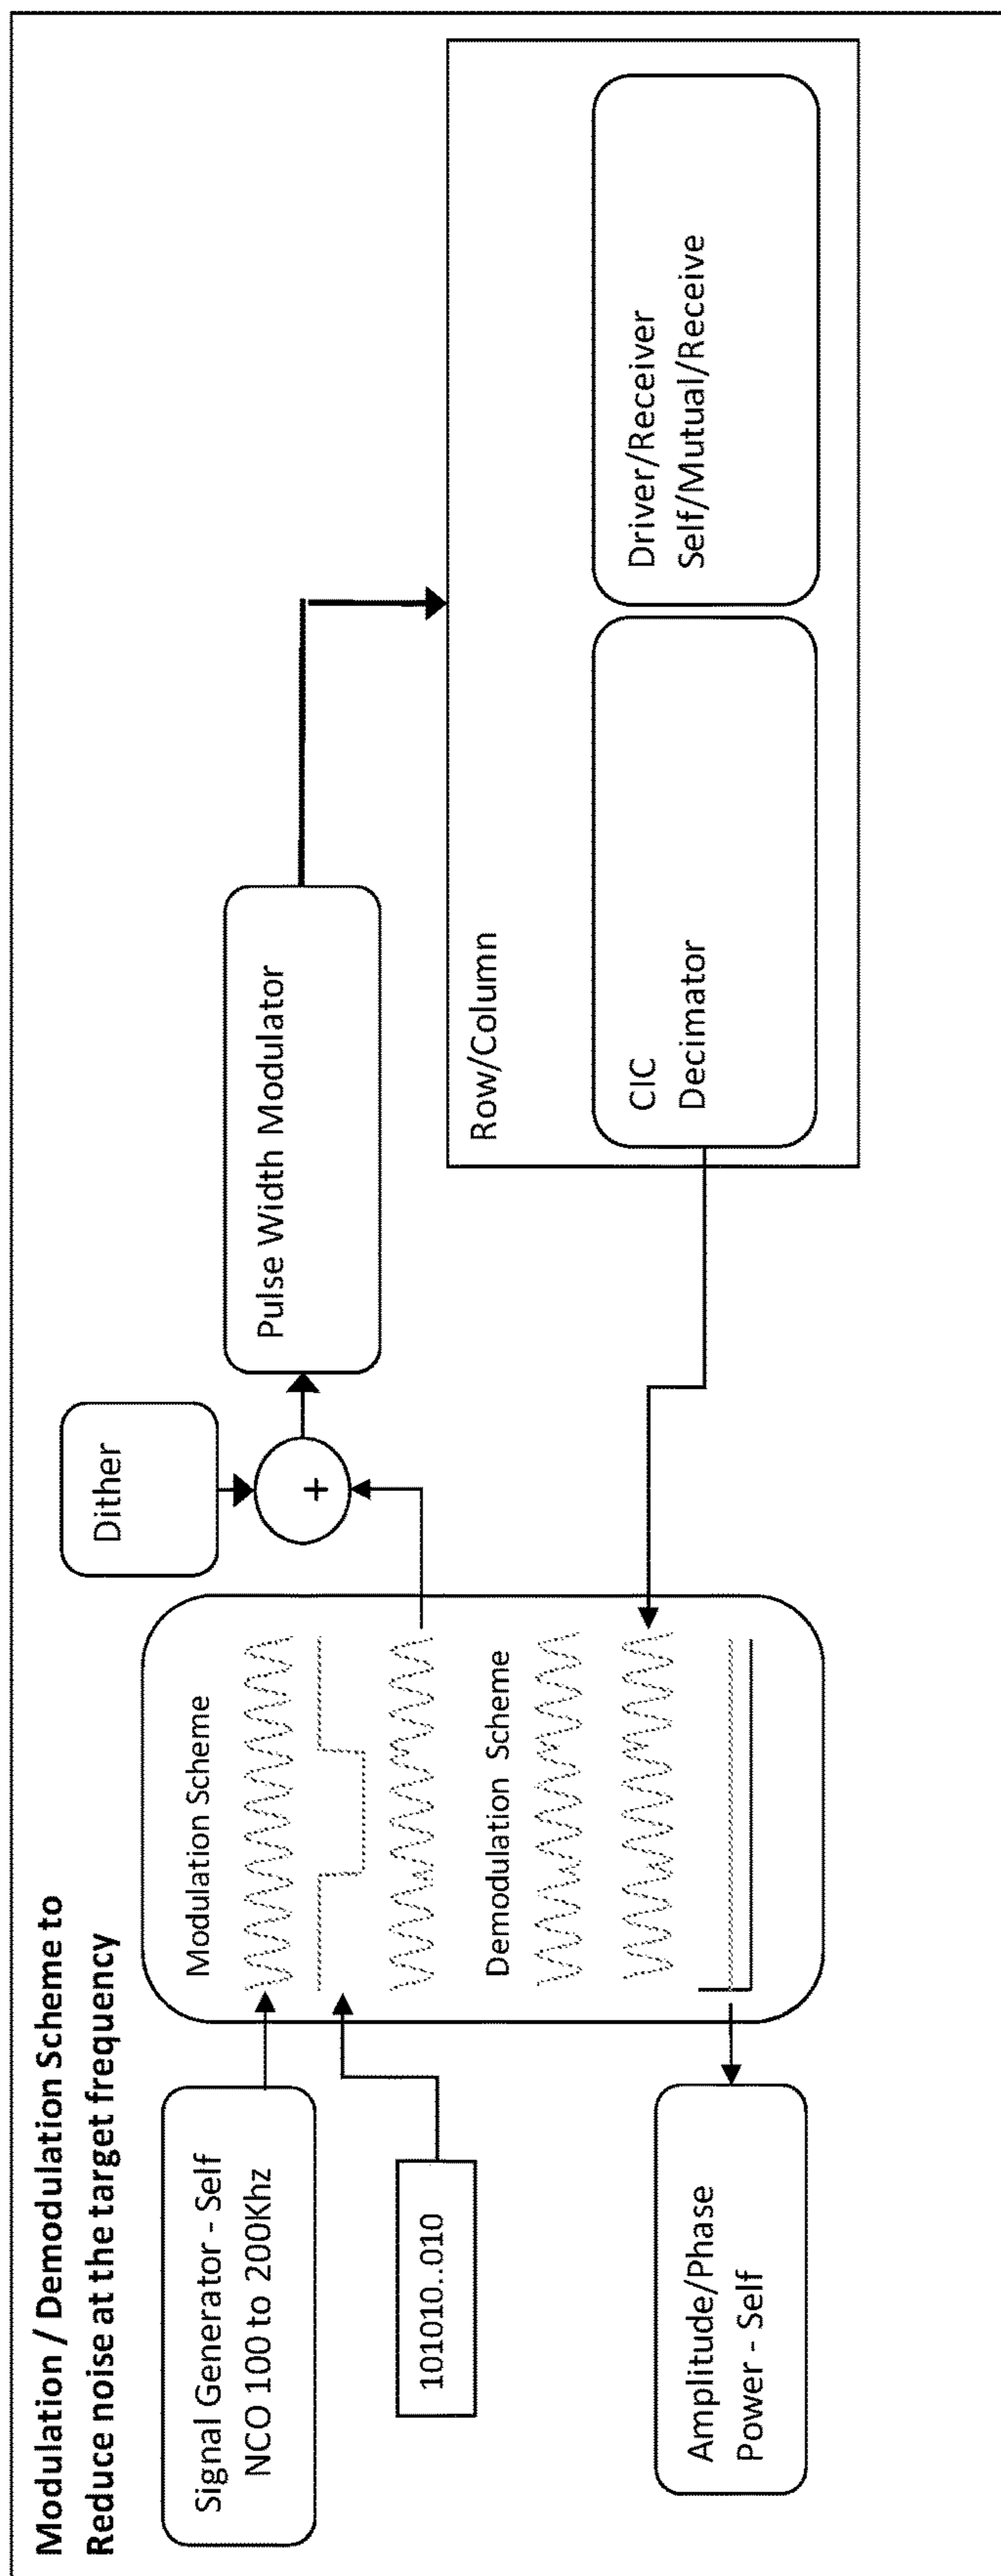 Modulation / Demodulation Scheme to
Reduce noise at the target frequency
Signal Generator - Self
NCO 100 to 200Khz
101010..010
Amplitude/Phase
Power - Self
Modulation Scheme
Demodulation Scheme
Dither
+
Pulse Width Modulator
Row/Column
CIC
Decimator
Driver/Receiver
Self/Mutual/Receive